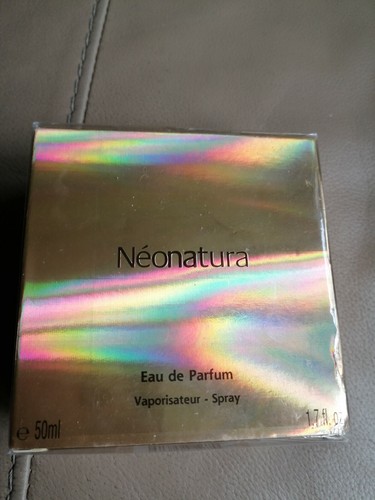 Néonatura
Eau de Parfum
Vaporisateur - Spray
℮ 50ml
1.7 fl. oz